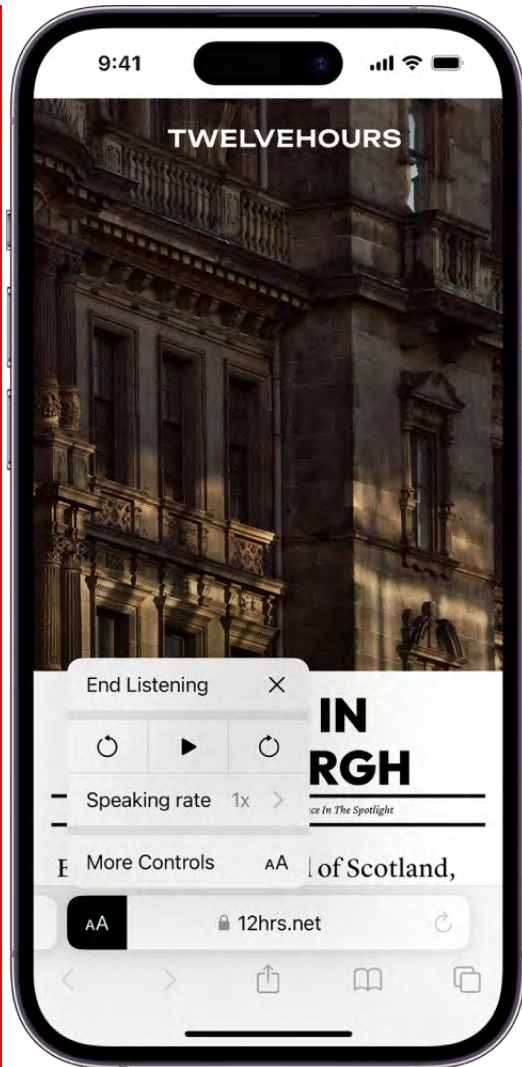 9:41
TWELVEHOURS
End Listening
IN
RGH
Speaking rate 1x
ce In The Spotlight
More Controls AA
E l of Scotland,
AA 12hrs.net